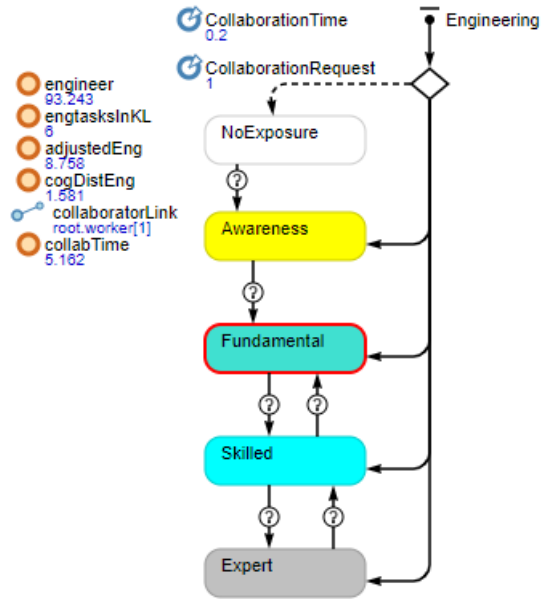 CollaborationTime
0.2
Engineering
CollaborationRequest
1
engineer
93.243
engtasksInKL
6
adjustedEng
8.758
cogDistEng
1.581
collaboratorLink
root.worker[1]
collabTime
5.162
NoExposure
?
Awareness
?
Fundamental
? ?
Skilled
? ?
Expert